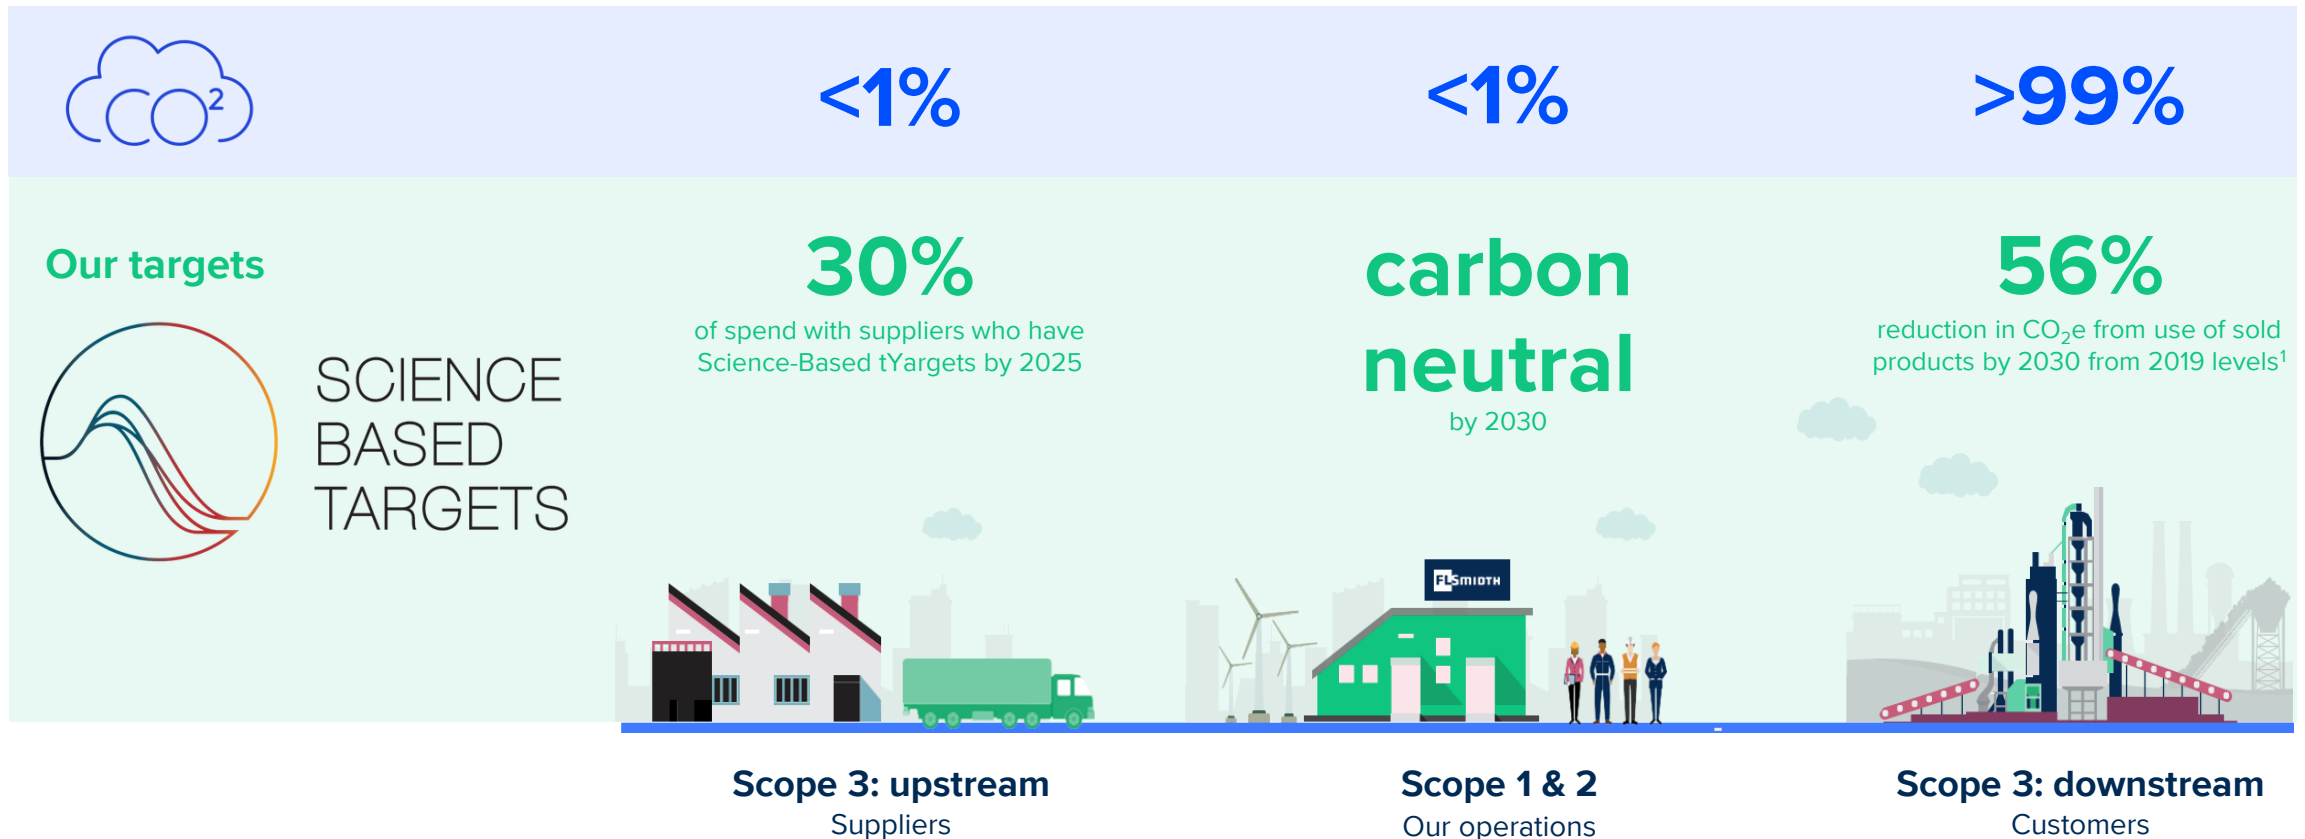 CO²
<1%
<1%
>99%
Our targets
SCIENCE
BASED
TARGETS
30%
of spend with suppliers who have
Science-Based tYargets by 2025
carbon
neutral
by 2030
56%
reduction in CO₂e from use of sold
products by 2030 from 2019 levels¹
FLSMIDTH
Scope 3: upstream
Suppliers
Scope 1 & 2
Our operations
Scope 3: downstream
Customers